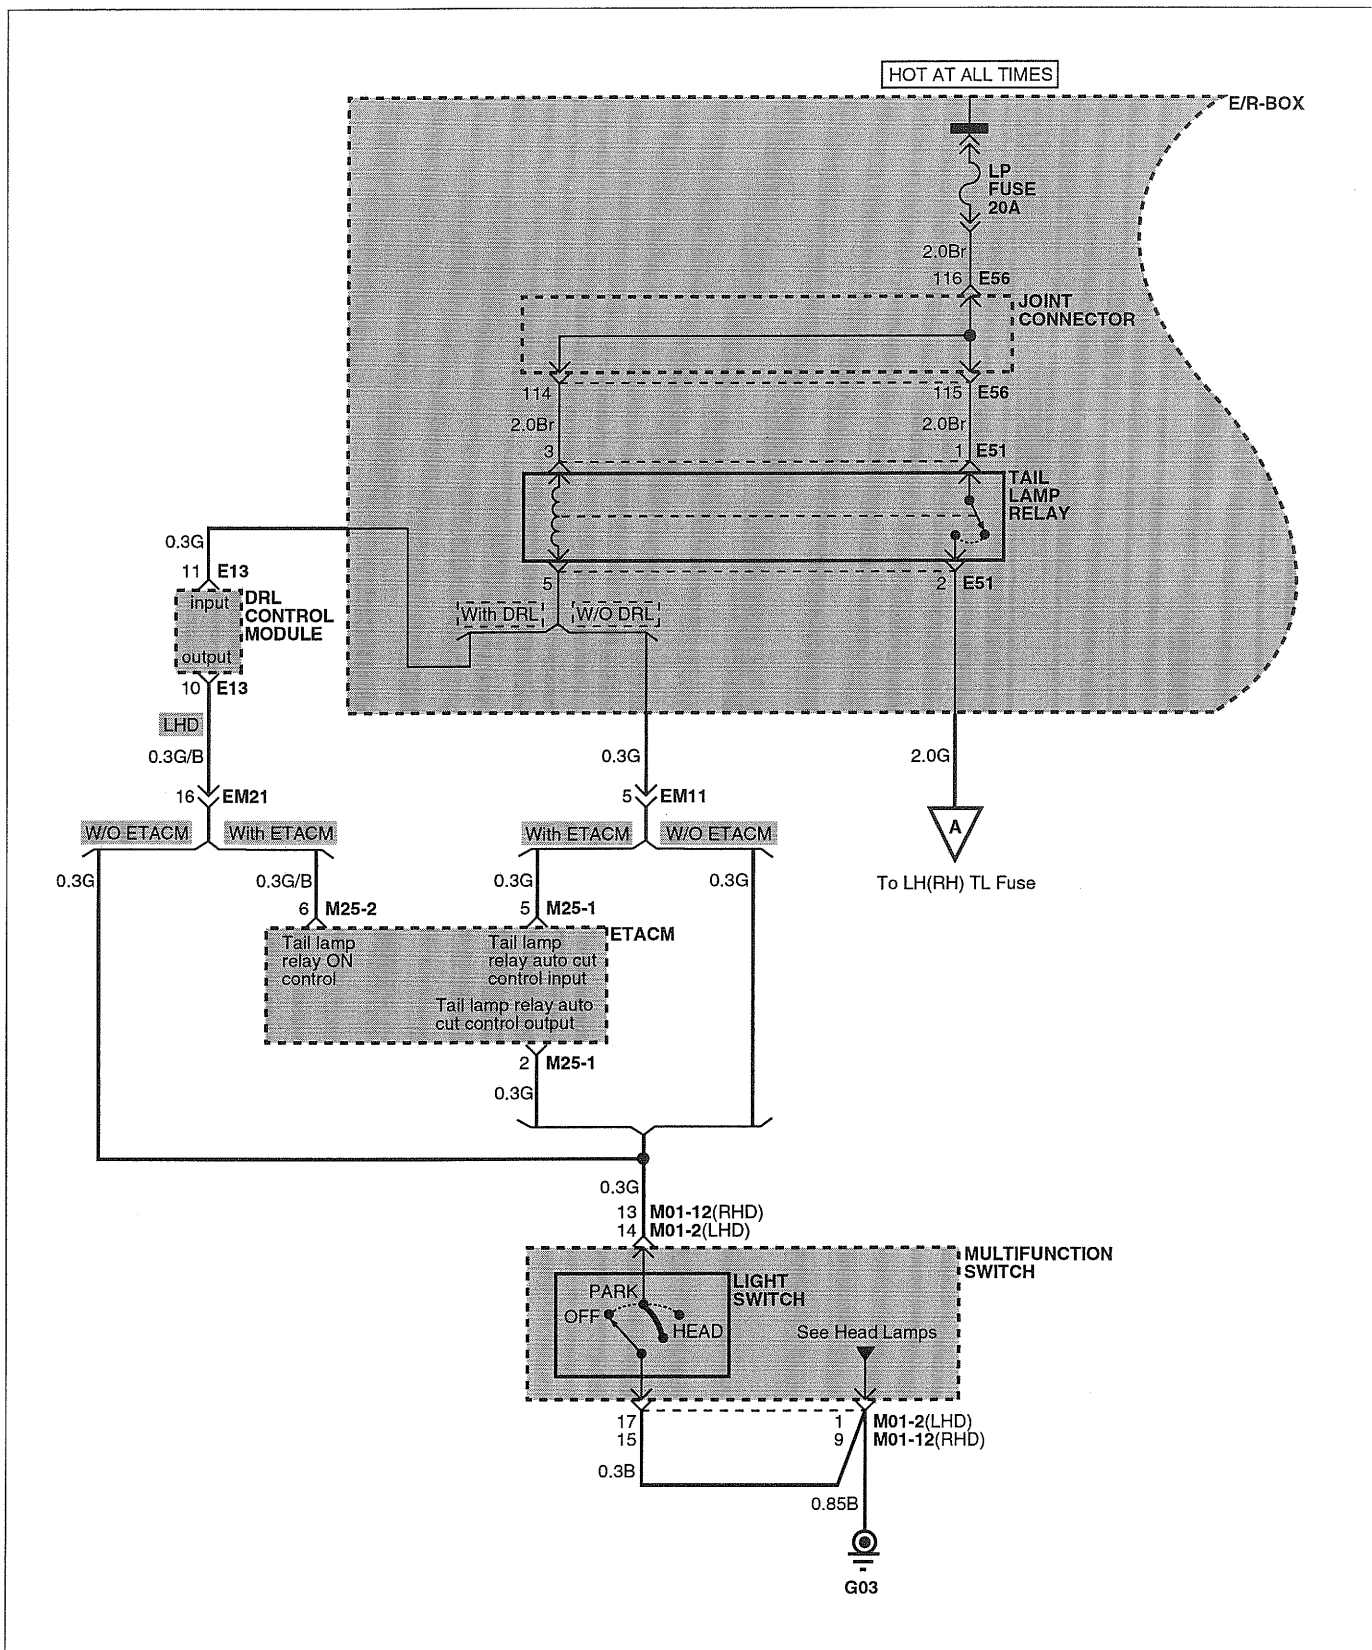 HOT AT ALL TIMES
E/R-BOX
LP
FUSE
20A
2.0Br
116 E56
JOINT
CONNECTOR
114
115 E56
2.0Br
2.0Br
3
1 E51
TAIL
LAMP
RELAY
0.3G
11 E13
5
2 E51
input
DRL
CONTROL
MODULE
With DRL
W/O DRL
output
10 E13
LHD
0.3G/B
0.3G
2.0G
16 EM21
5 EM11
W/O ETACM
With ETACM
With ETACM
W/O ETACM
A
0.3G
0.3G/B
0.3G
0.3G
To LH(RH) TL Fuse
6 M25-2
5 M25-1
ETACM
Tail lamp
relay ON
control
Tail lamp
relay auto cut
control input
Tail lamp relay auto
cut control output
2 M25-1
0.3G
0.3G
13 M01-12(RHD)
14 M01-2(LHD)
MULTIFUNCTION
SWITCH
LIGHT
SWITCH
PARK
OFF
HEAD
See Head Lamps
17
1 M01-2(LHD)
15
9 M01-12(RHD)
0.3B
0.85B
G03